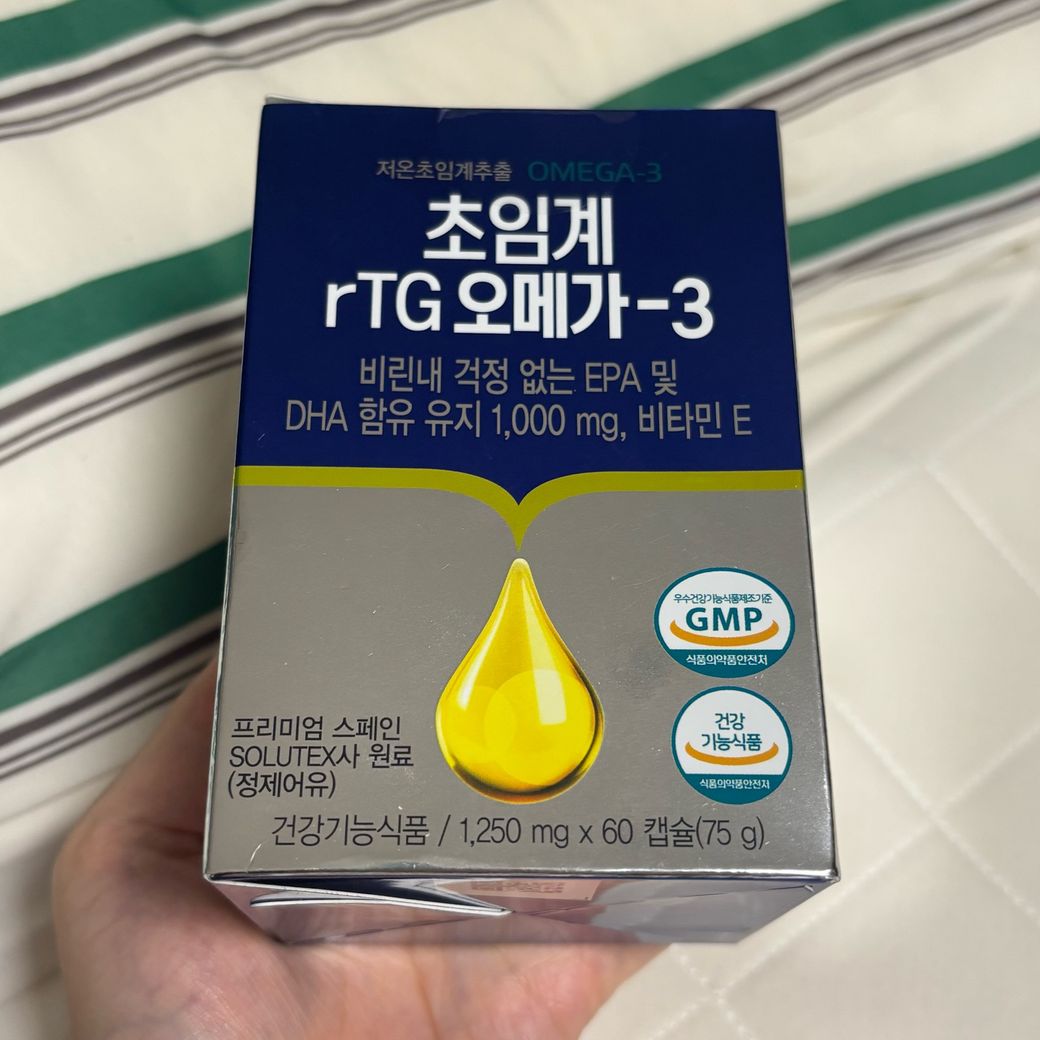 저온초임계추출 OMEGA-3
초임계
rTG 오메가-3
비린내 걱정 없는 EPA 및
DHA 함유 유지 1,000 mg, 비타민 E
우수건강기능식품제조기준
GMP
식품의약품안전처
건강
기능식품
식품의약품안전처
프리미엄 스페인
SOLUTEX사 원료
(정제어유)
건강기능식품 / 1,250 mg x 60 캡슐(75 g)